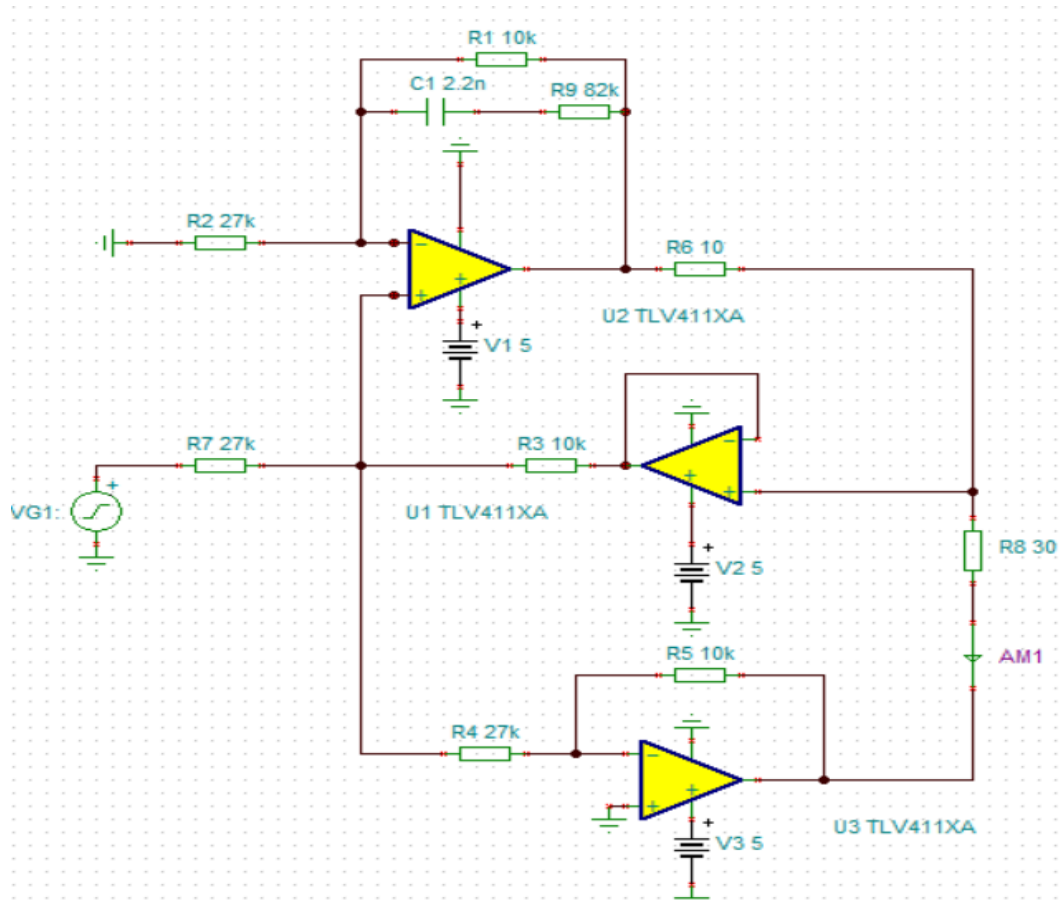 R1 10k
C1 2.2n
R9 82k
R2 27k
R6 10
U2 TLV411XA
+
V1 5
R7 27k
R3 10k
+
VG1:
U1 TLV411XA
R8 30
+
V2 5
AM1
R5 10k
R4 27k
U3 TLV411XA
+
V3 5